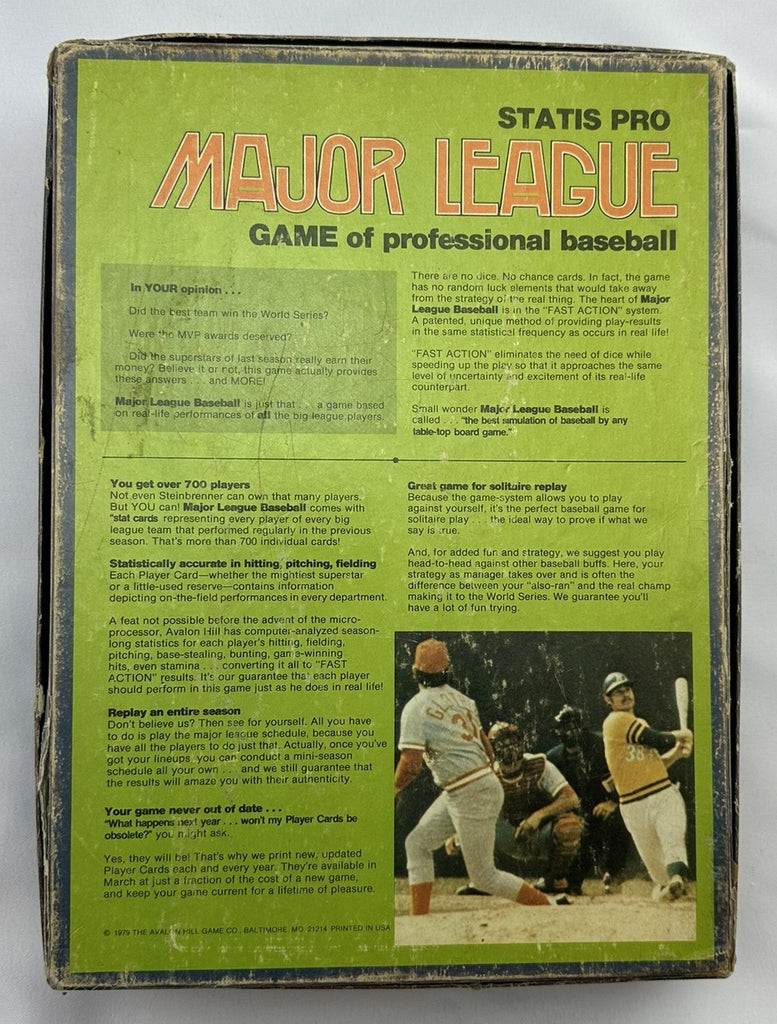 STATIS PRO
MAJOR LEAGUE
GAME of professional baseball
In YOUR opinion . . .
Did the best team win the World Series?
Were the MVP awards deserved?
Did the superstars of last season really earn their
money? Believe it or not, this game actually provides
these answers . . . and MORE!
Major League Baseball is just that . . . a game based
on real-life performances of all the big league players.
There are no dice. No chance cards. In fact, the game
has no random luck elements that would take away
from the strategy of the real thing. The heart of Major
League Baseball is in the "FAST ACTION" system.
A patented, unique method of providing play-results
in the same statistical frequency as occurs in real life!
"FAST ACTION" eliminates the need of dice while
speeding up the play so that it approaches the same
level of uncertainty and excitement of its real-life
counterpart.
Small wonder Major League Baseball is
called . . . "the best simulation of baseball by any
table-top board game."
You get over 700 players
Not even Steinbrenner can own that many players.
But YOU can! Major League Baseball comes with
"stat cards representing every player of every big
league team that performed regularly in the previous
season. That's more than 700 individual cards!
Statistically accurate in hitting, pitching, fielding
Each Player Card—whether the mightiest superstar
or a little-used reserve—contains information
depicting on-the-field performances in every department.
A feat not possible before the advent of the micro-
processor, Avalon Hill has computer-analyzed season-
long statistics for each player's hitting, fielding,
pitching, base-stealing, bunting, game-winning
hits, even stamina . . . converting it all to "FAST
ACTION" results. It's our guarantee that each player
should perform in this game just as he does in real life!
Replay an entire season
Don't believe us? Then see for yourself. All you have
to do is play the major league schedule, because you
have all the players to do just that. Actually, once you've
got your lineups, you can conduct a mini-season
schedule all your own . . . and we still guarantee that
the results will amaze you with their authenticity.
Your game never out of date . . .
"What happens next year . . . won't my Player Cards be
obsolete?" you might ask.
Yes, they will be! That's why we print new, updated
Player Cards each and every year. They're available in
March at just a fraction of the cost of a new game,
and keep your game current for a lifetime of pleasure.
© 1979 THE AVALON HILL GAME CO., BALTIMORE, MD. 21214 PRINTED IN USA
Great game for solitaire replay
Because the game-system allows you to play
against yourself, it's the perfect baseball game for
solitaire play . . . the ideal way to prove if what we
say is true.
And, for added fun and strategy, we suggest you play
head-to-head against other baseball buffs. Here, your
strategy as manager takes over and is often the
difference between your "also-ran" and the real champ
making it to the World Series. We guarantee you'll
have a lot of fun trying.
38